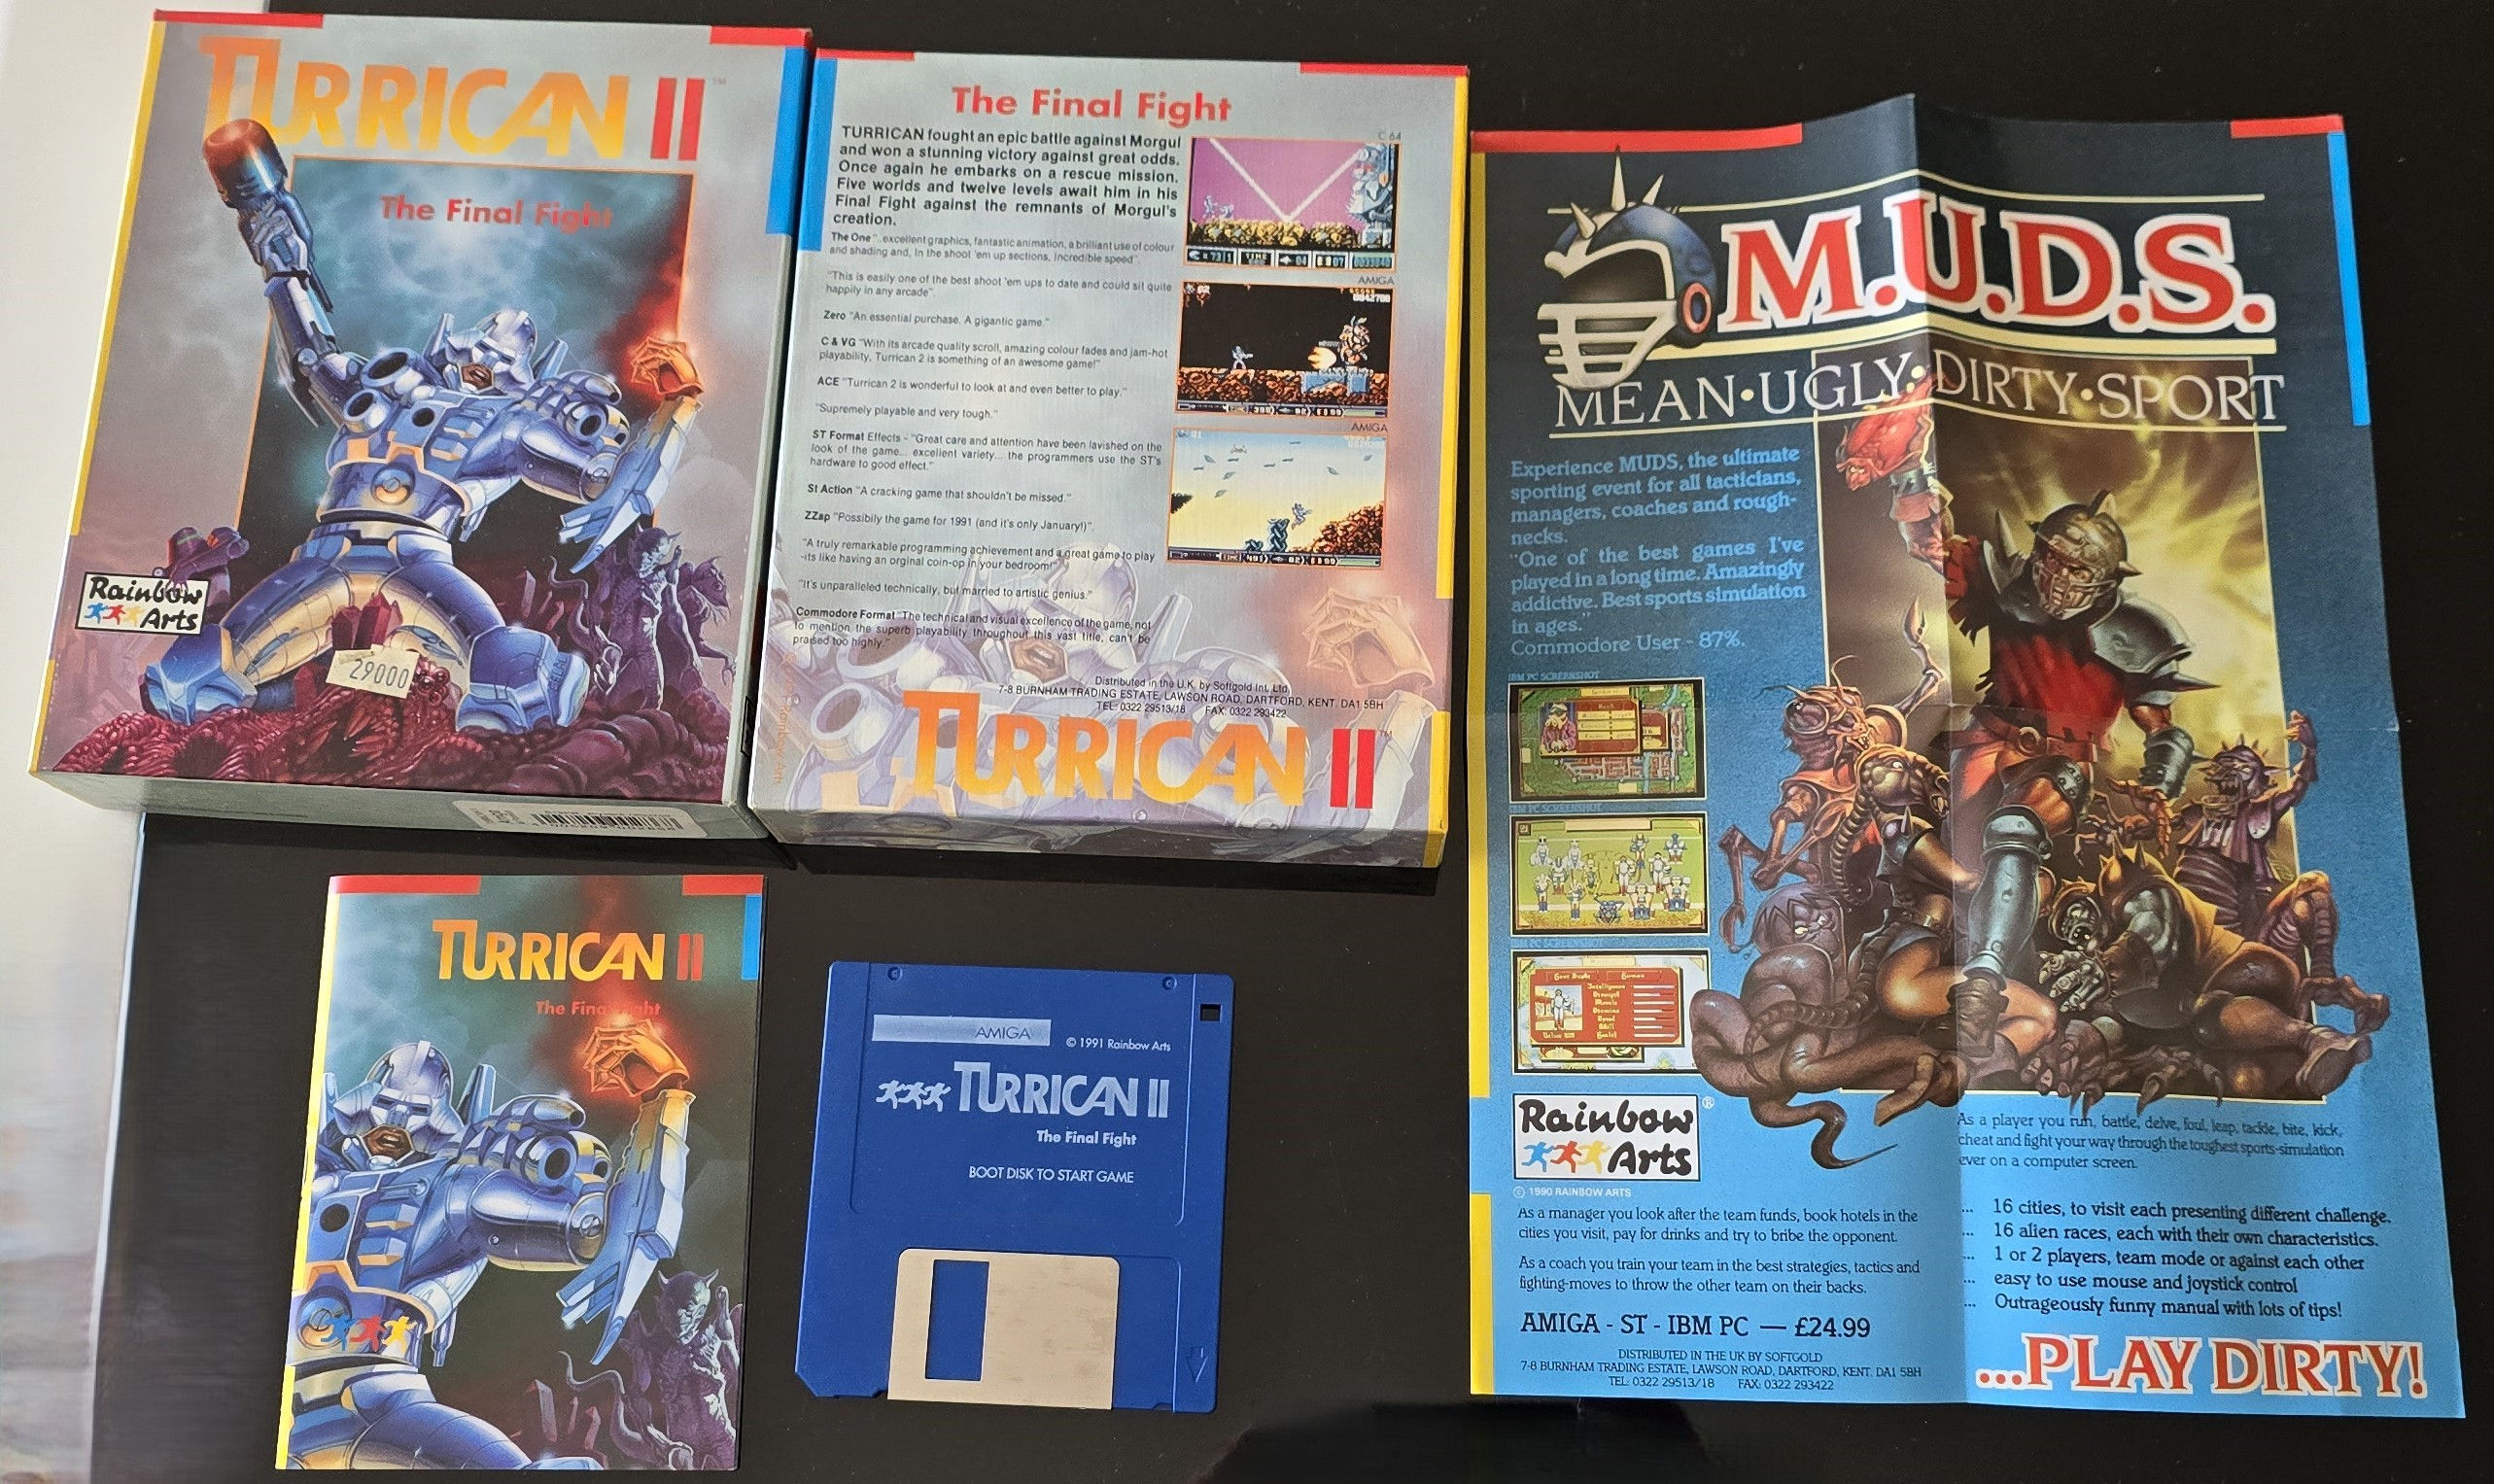 TURRICAN II
TM
The Final Fight
Rainbow
Arts
29000
The Final Fight
TURRICAN fought an epic battle against Morgul
and won a stunning victory against great odds.
Once again he embarks on a rescue mission.
Five worlds and twelve levels await him in his
Final Fight against the remnants of Morgul's
creation.
The One "..excellent graphics, fantastic animation, a brilliant use of colour
and shading and, in the shoot 'em up sections, incredible speed"
"This is easily one of the best shoot 'em ups to date and could sit quite
happily in any arcade".
Zero "An essential purchase. A gigantic game."
C & VG "With its arcade quality scroll, amazing colour fades and jam-hot
playability, Turrican 2 is something of an awesome game!"
ACE "Turrican 2 is wonderful to look at and even better to play."
"Supremely playable and very tough."
ST Format Effects - "Great care and attention have been lavished on the
look of the game... excellent variety... the programmers use the ST's
hardware to good effect."
St Action "A cracking game that shouldn't be missed."
ZZap "Possibily the game for 1991 (and it's only January!)".
"A truly remarkable programming achievement and a great game to play
-its like having an orginal coin-op in your bedroom!"
"It's unparalleled technically, but married to artistic genius."
Commodore Format "The technical and visual excellence of the game, not
to mention the superb playability throughout this vast title, can't be
praised too highly."
C 64
AMIGA
AMIGA
Distributed in the U.K. by Softgold Int. Ltd
7-8 BURNHAM TRADING ESTATE, LAWSON ROAD, DARTFORD, KENT. DA1 5BH
TEL: 0322 29513/18 FAX: 0322 293422
TURRICAN II
TM
TURRICAN II
The Final Fight
AMIGA
© 1991 Rainbow Arts
TURRICAN II
The Final Fight
BOOT DISK TO START GAME
M.U.D.S.
MEAN•UGLY•DIRTY•SPORT
Experience MUDS, the ultimate
sporting event for all tacticians,
managers, coaches and rough-
necks.
"One of the best games I've
played in a long time. Amazingly
addictive. Best sports simulation
in ages."
Commodore User - 87%.
IBM PC SCREENSHOT
IBM PC SCREENSHOT
IBM PC SCREENSHOT
Rainbow
Arts
®
© 1990 RAINBOW ARTS
As a manager you look after the team funds, book hotels in the
cities you visit, pay for drinks and try to bribe the opponent.
As a coach you train your team in the best strategies, tactics and
fighting-moves to throw the other team on their backs.
AMIGA - ST - IBM PC — £24.99
DISTRIBUTED IN THE UK BY SOFTGOLD
7-8 BURNHAM TRADING ESTATE, LAWSON ROAD, DARTFORD, KENT. DA1 5BH
TEL: 0322 29513/18 FAX: 0322 293422
As a player you run, battle, delve, foul, leap, tackle, bite, kick,
cheat and fight your way through the toughest sports-simulation
ever on a computer screen.
... 16 cities, to visit each presenting different challenge.
... 16 alien races, each with their own characteristics.
... 1 or 2 players, team mode or against each other
... easy to use mouse and joystick control
... Outrageously funny manual with lots of tips!
...PLAY DIRTY!